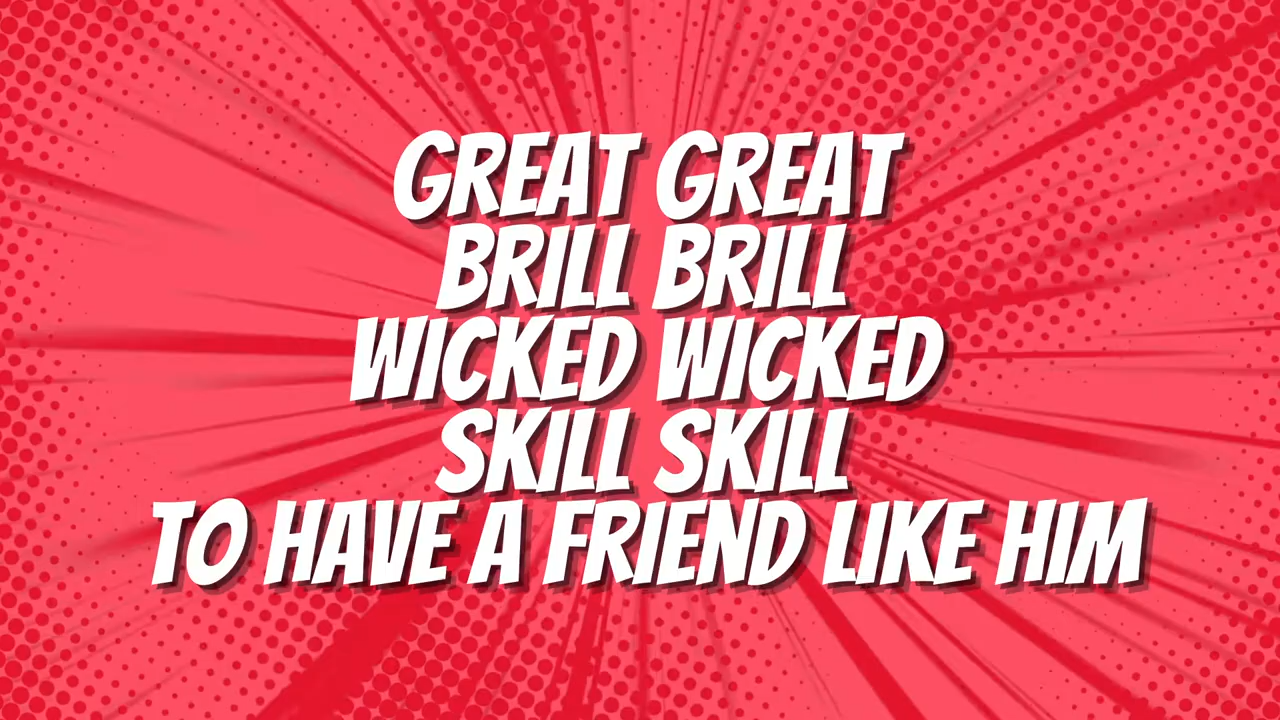 GREAT GREAT
BRILL BRILL
WICKED WICKED
SKILL SKILL
TO HAVE A FRIEND LIKE HIM